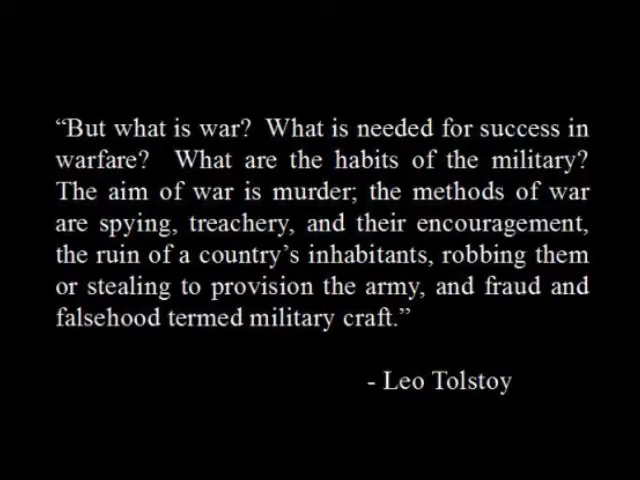 “But what is war?  What is needed for success in
warfare?  What are the habits of the military?
The aim of war is murder; the methods of war
are spying, treachery, and their encouragement,
the ruin of a country’s inhabitants, robbing them
or stealing to provision the army, and fraud and
falsehood termed military craft.”
- Leo Tolstoy